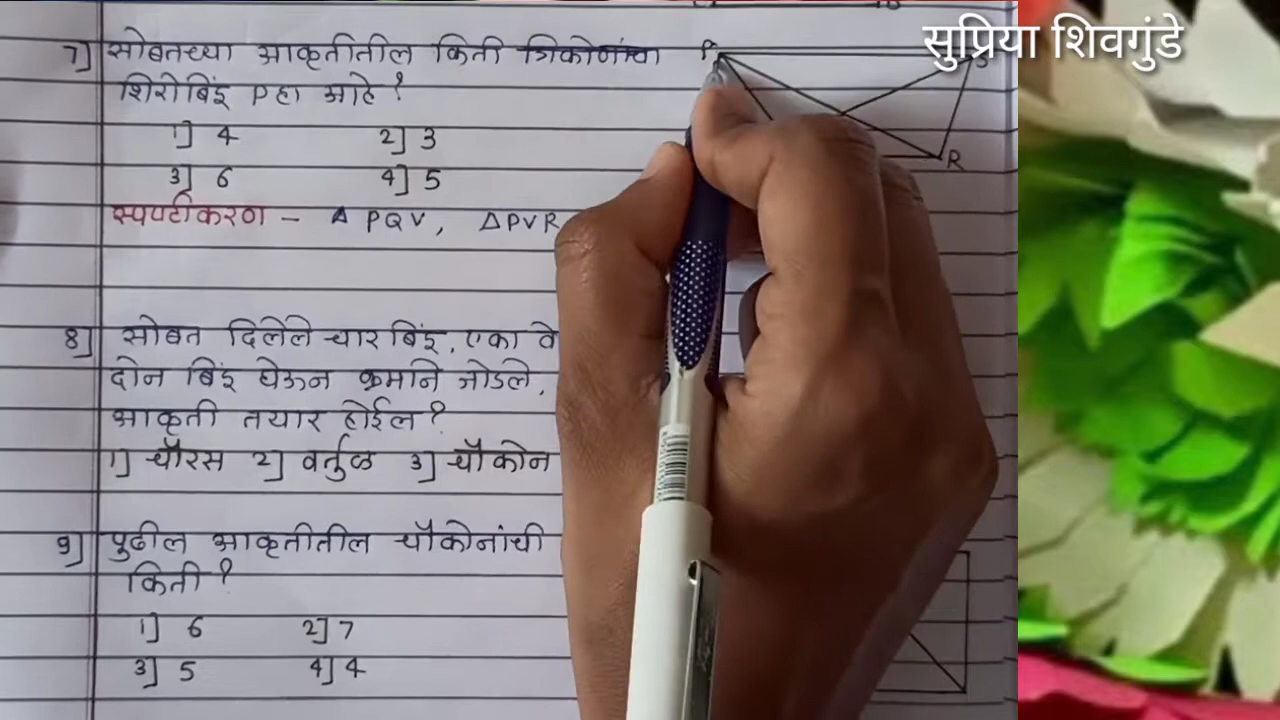 सुप्रिया शिवगुंडे
7] सोबतच्या आकृतीतील किती त्रिकोणांचा
शिरोबिंदू P हा आहे?
1] 4 2] 3
3] 6 4] 5
स्पष्टीकरण – △ PQV, △PVR
P S
R
8] सोबत दिलेले चार बिंदू, एका वे
दोन बिंदू घेऊन क्रमाने जोडले,
आकृती तयार होईल?
1] चौरस 2] वर्तुळ 3] चौकोन
9] पुढील आकृतीतील चौकोनांची
किती?
1] 6 2] 7
3] 5 4] 4